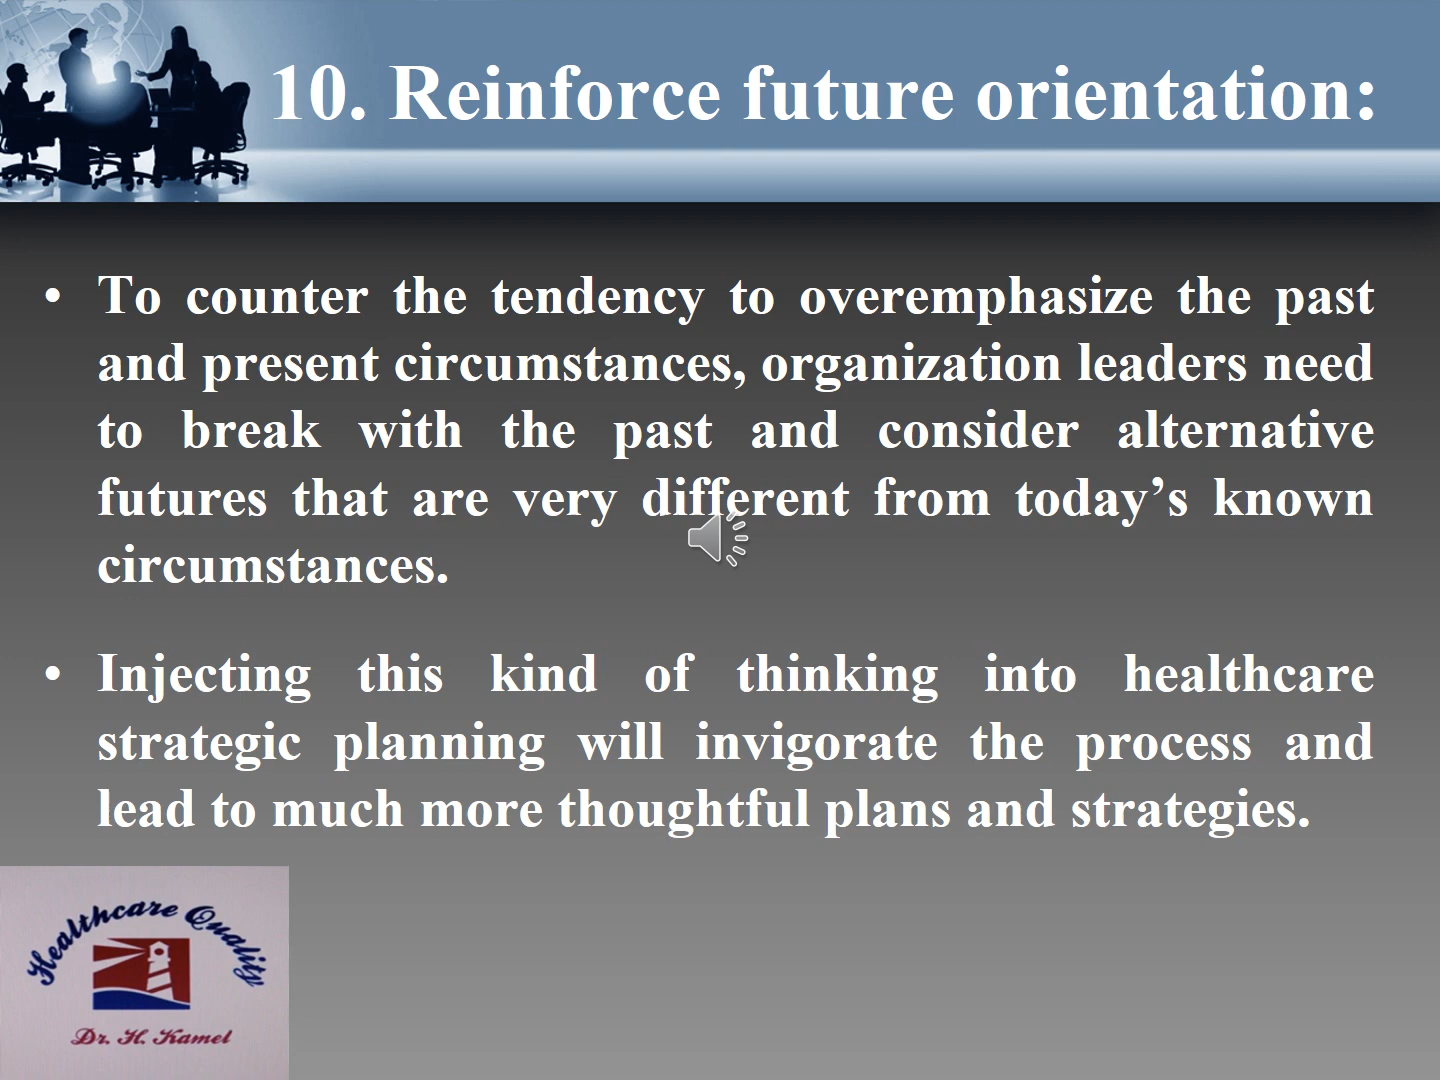 10. Reinforce future orientation:
• To counter the tendency to overemphasize the past
and present circumstances, organization leaders need
to break with the past and consider alternative
futures that are very different from today’s known
circumstances.
• Injecting this kind of thinking into healthcare
strategic planning will invigorate the process and
lead to much more thoughtful plans and strategies.
Healthcare Quality
Dr. H. Kamel